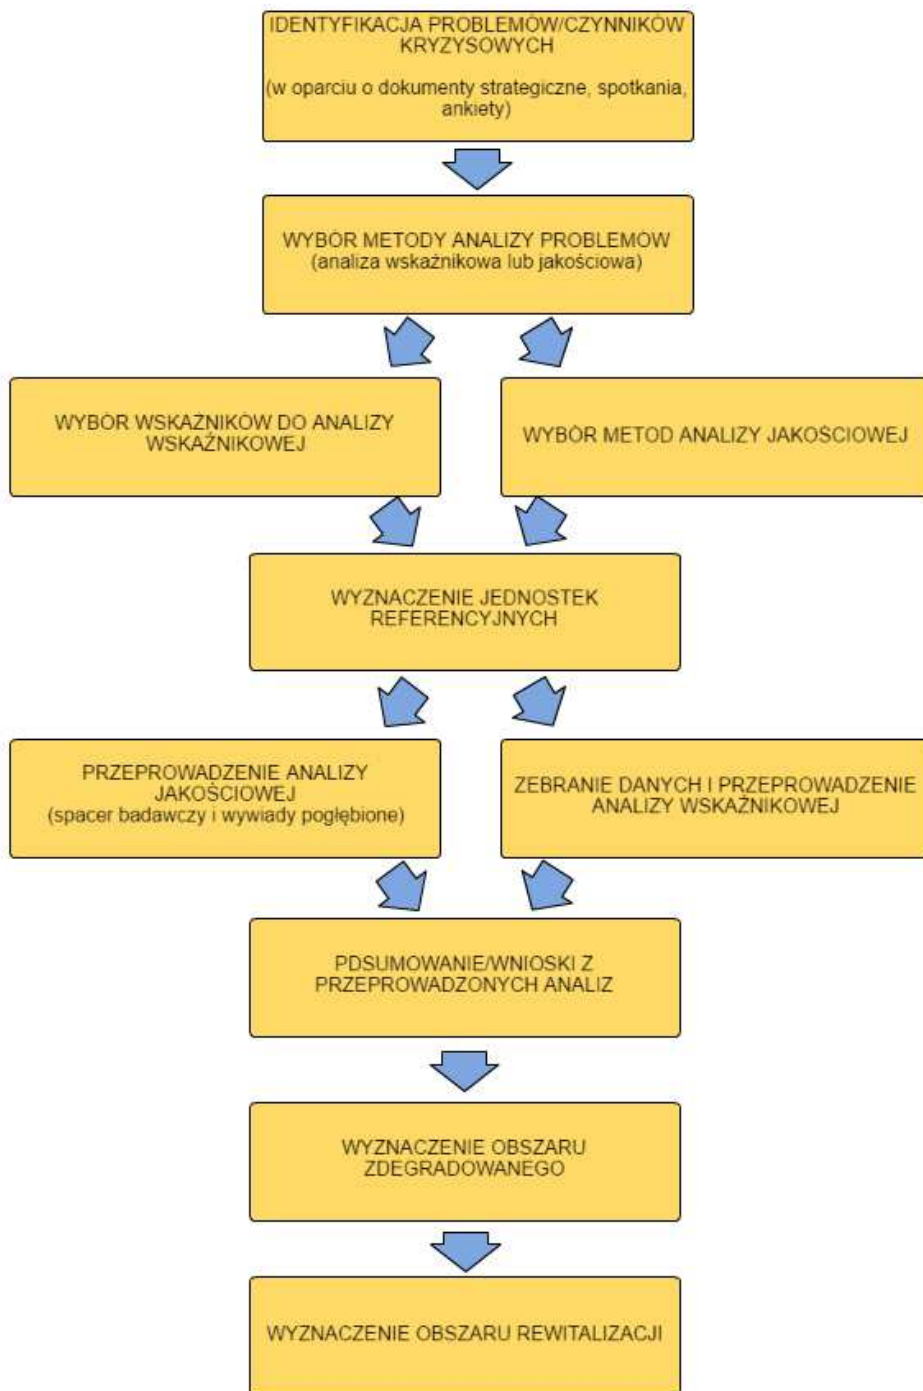 IDENTYFIKACJA PROBLEMÓW/CZYNNIKÓW
KRYZYSOWYCH
(w oparciu o dokumenty strategiczne, spotkania,
ankiety)
WYBÓR METODY ANALIZY PROBLEMÓW
(analiza wskaźnikowa lub jakościowa)
WYBÓR WSKAŹNIKÓW DO ANALIZY
WSKAŹNIKOWEJ
WYBÓR METOD ANALIZY JAKOŚCIOWEJ
WYZNACZENIE JEDNOSTEK
REFERENCYJNYCH
PRZEPROWADZENIE ANALIZY
JAKOŚCIOWEJ
(spacer badawczy i wywiady pogłębione)
ZEBRANIE DANYCH I PRZEPROWADZENIE
ANALIZY WSKAŹNIKOWEJ
PDSUMOWANIE/WNIOSKI Z
PRZEPROWADZONYCH ANALIZ
WYZNACZENIE OBSZARU
ZDEGRADOWANEGO
WYZNACZENIE OBSZARU REWITALIZACJI